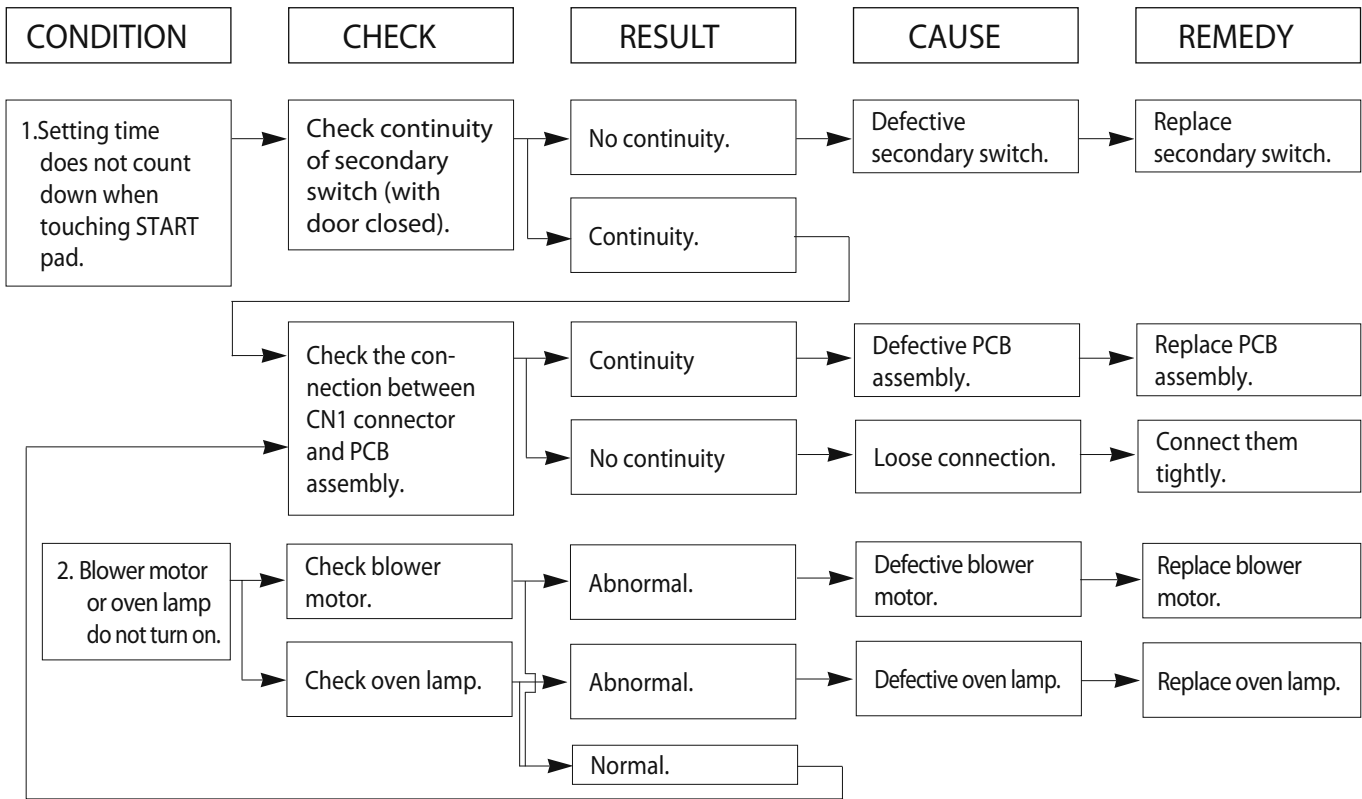 CONDITION
CHECK
RESULT
CAUSE
REMEDY
1.Setting time
does not count
down when
touching START
pad.
Check continuity
of secondary
switch (with
door closed).
No continuity.
Defective
secondary switch.
Replace
secondary switch.
Continuity.
Check the con-
nection between
CN1 connector
and PCB
assembly.
Continuity
Defective PCB
assembly.
Replace PCB
assembly.
No continuity
Loose connection.
Connect them
tightly.
2. Blower motor
or oven lamp
do not turn on.
Check blower
motor.
Abnormal.
Defective blower
motor.
Replace blower
motor.
Check oven lamp.
Abnormal.
Defective oven lamp.
Replace oven lamp.
Normal.